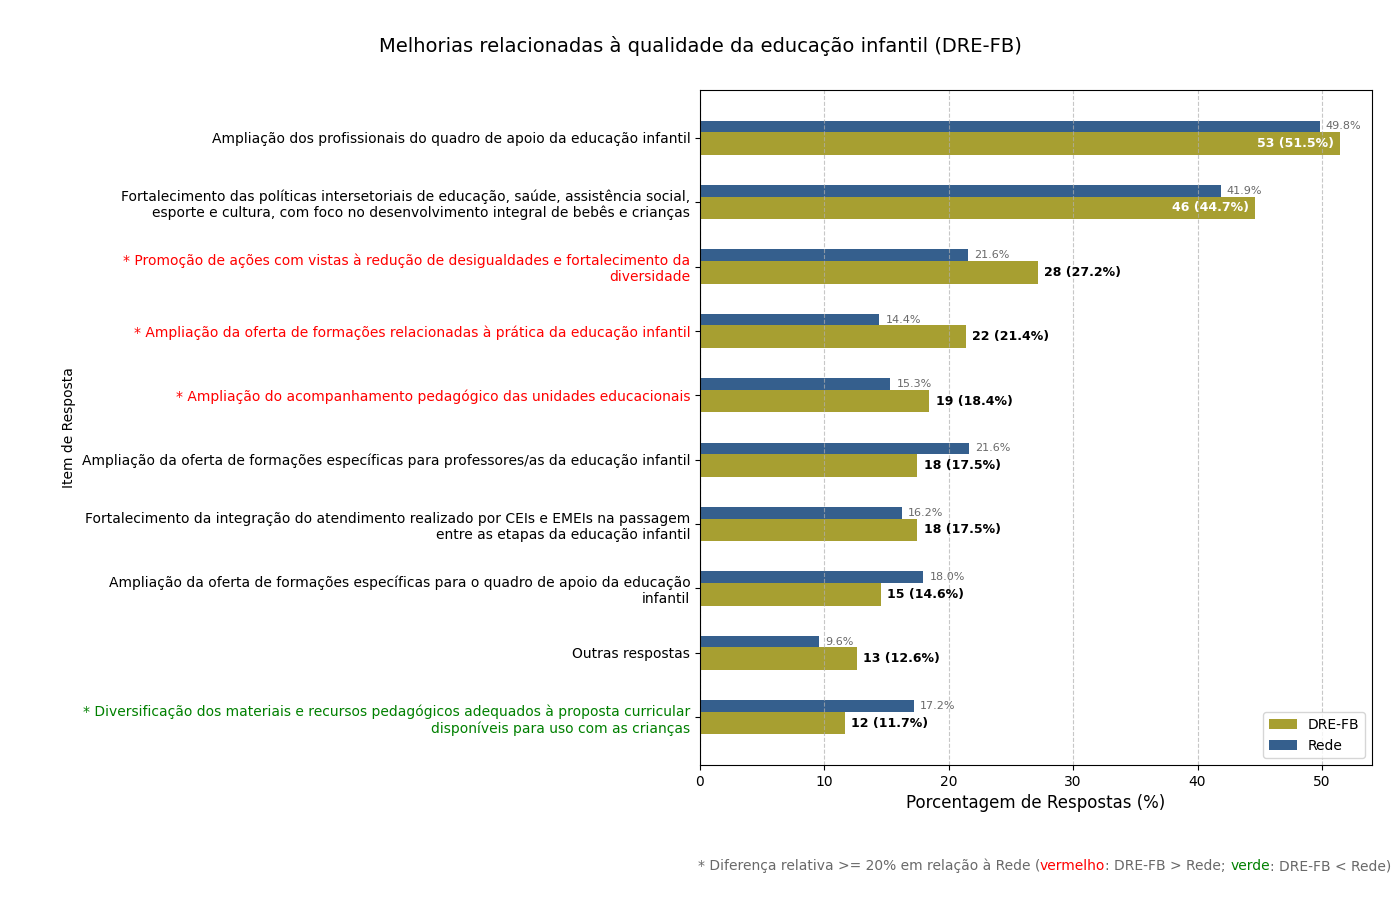 Melhorias relacionadas à qualidade da educação infantil (DRE-FB)
Item de Resposta
Ampliação dos profissionais do quadro de apoio da educação infantil
49.8%
53 (51.5%)
Fortalecimento das políticas intersetoriais de educação, saúde, assistência social,
esporte e cultura, com foco no desenvolvimento integral de bebês e crianças
41.9%
46 (44.7%)
* Promoção de ações com vistas à redução de desigualdades e fortalecimento da
diversidade
21.6%
28 (27.2%)
* Ampliação da oferta de formações relacionadas à prática da educação infantil
14.4%
22 (21.4%)
* Ampliação do acompanhamento pedagógico das unidades educacionais
15.3%
19 (18.4%)
Ampliação da oferta de formações específicas para professores/as da educação infantil
21.6%
18 (17.5%)
Fortalecimento da integração do atendimento realizado por CEIs e EMEIs na passagem
entre as etapas da educação infantil
16.2%
18 (17.5%)
Ampliação da oferta de formações específicas para o quadro de apoio da educação
infantil
18.0%
15 (14.6%)
Outras respostas
9.6%
13 (12.6%)
* Diversificação dos materiais e recursos pedagógicos adequados à proposta curricular
disponíveis para uso com as crianças
17.2%
12 (11.7%)
DRE-FB
Rede
0 10 20 30 40 50
Porcentagem de Respostas (%)
* Diferença relativa >= 20% em relação à Rede (vermelho: DRE-FB > Rede; verde: DRE-FB < Rede)